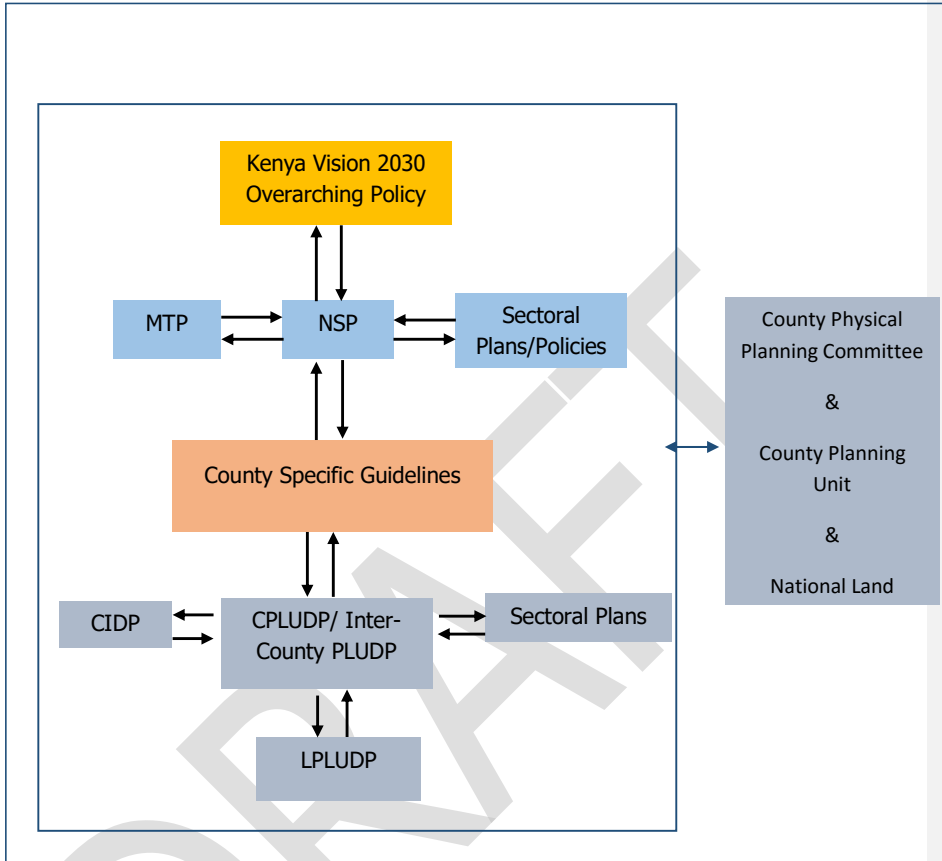 Kenya Vision 2030
Overarching Policy
MTP
NSP
Sectoral
Plans/Policies
County Specific Guidelines
CIDP
CPLUDP/ Inter-
County PLUDP
Sectoral Plans
LPLUDP
County Physical
Planning Committee
&
County Planning
Unit
&
National Land
DRAFT